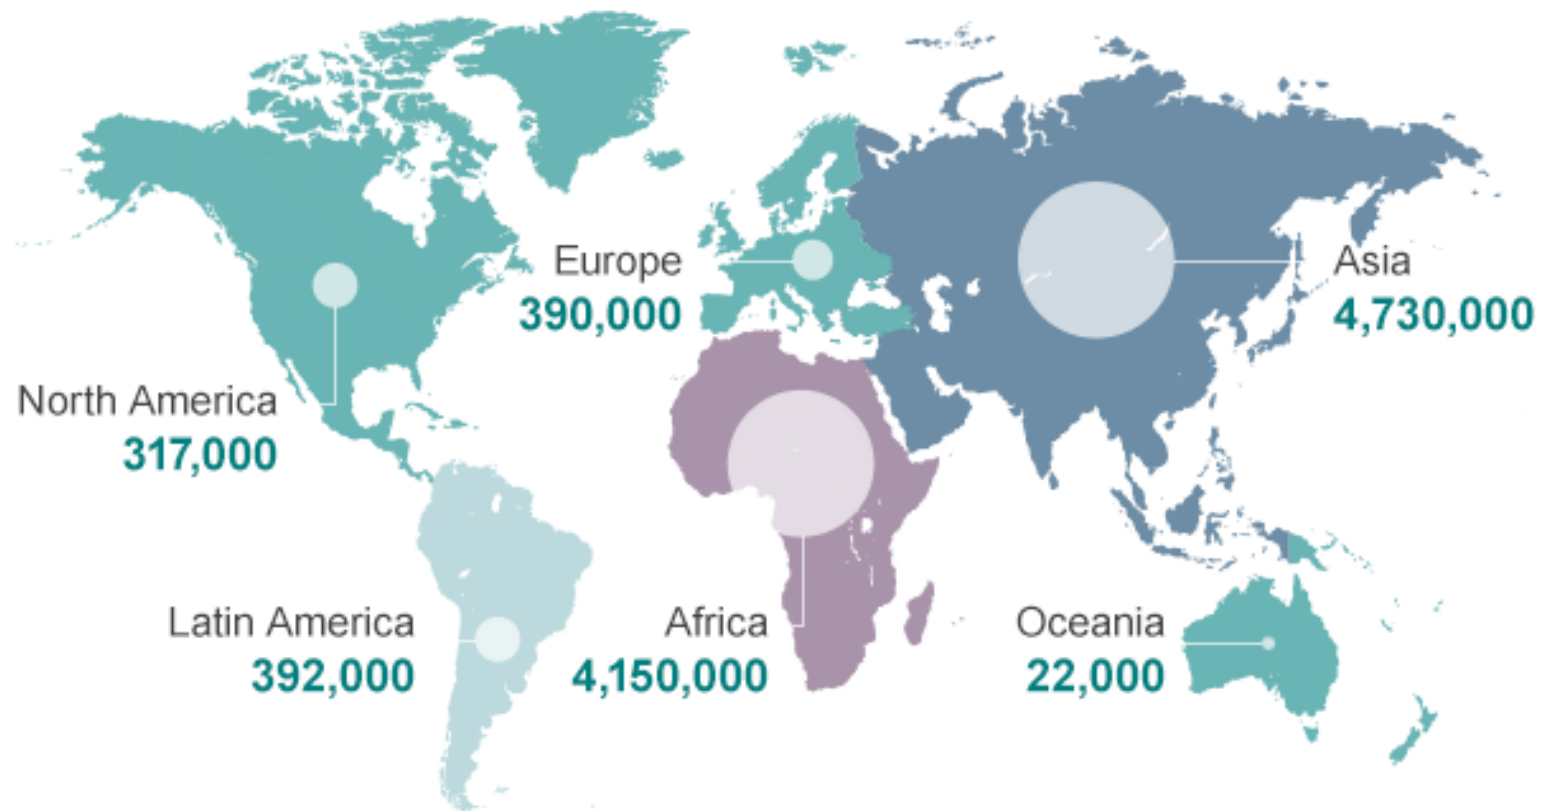 Europe
390,000
Asia
4,730,000
North America
317,000
Latin America
392,000
Africa
4,150,000
Oceania
22,000